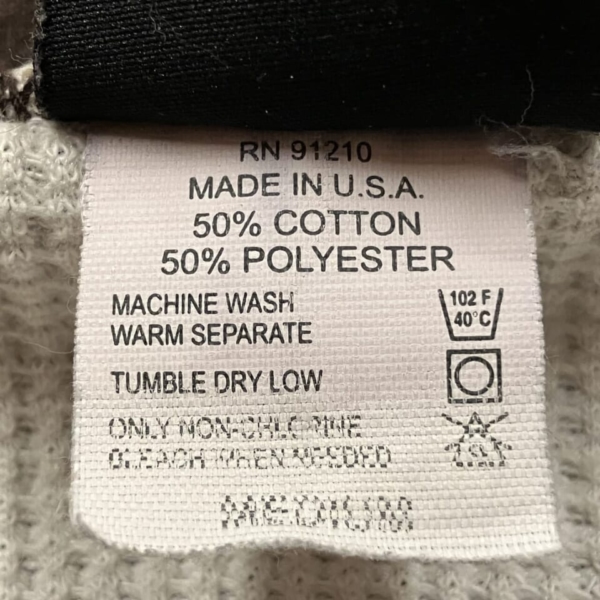 RN 91210
MADE IN U.S.A.
50% COTTON
50% POLYESTER
MACHINE WASH
WARM SEPARATE
102 F
40°C
TUMBLE DRY LOW
ONLY NON-CHLORINE
BLEACH WHEN NEEDED
MEDIUM